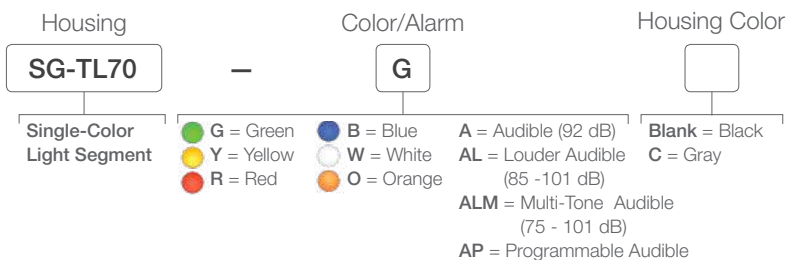 Housing
Color/Alarm
Housing Color
SG-TL70
–
G
Single-Color
Light Segment
G = Green
Y = Yellow
R = Red
B = Blue
W = White
O = Orange
A = Audible (92 dB)
AL = Louder Audible
(85 -101 dB)
ALM = Multi-Tone Audible
(75 - 101 dB)
AP = Programmable Audible
Blank = Black
C = Gray